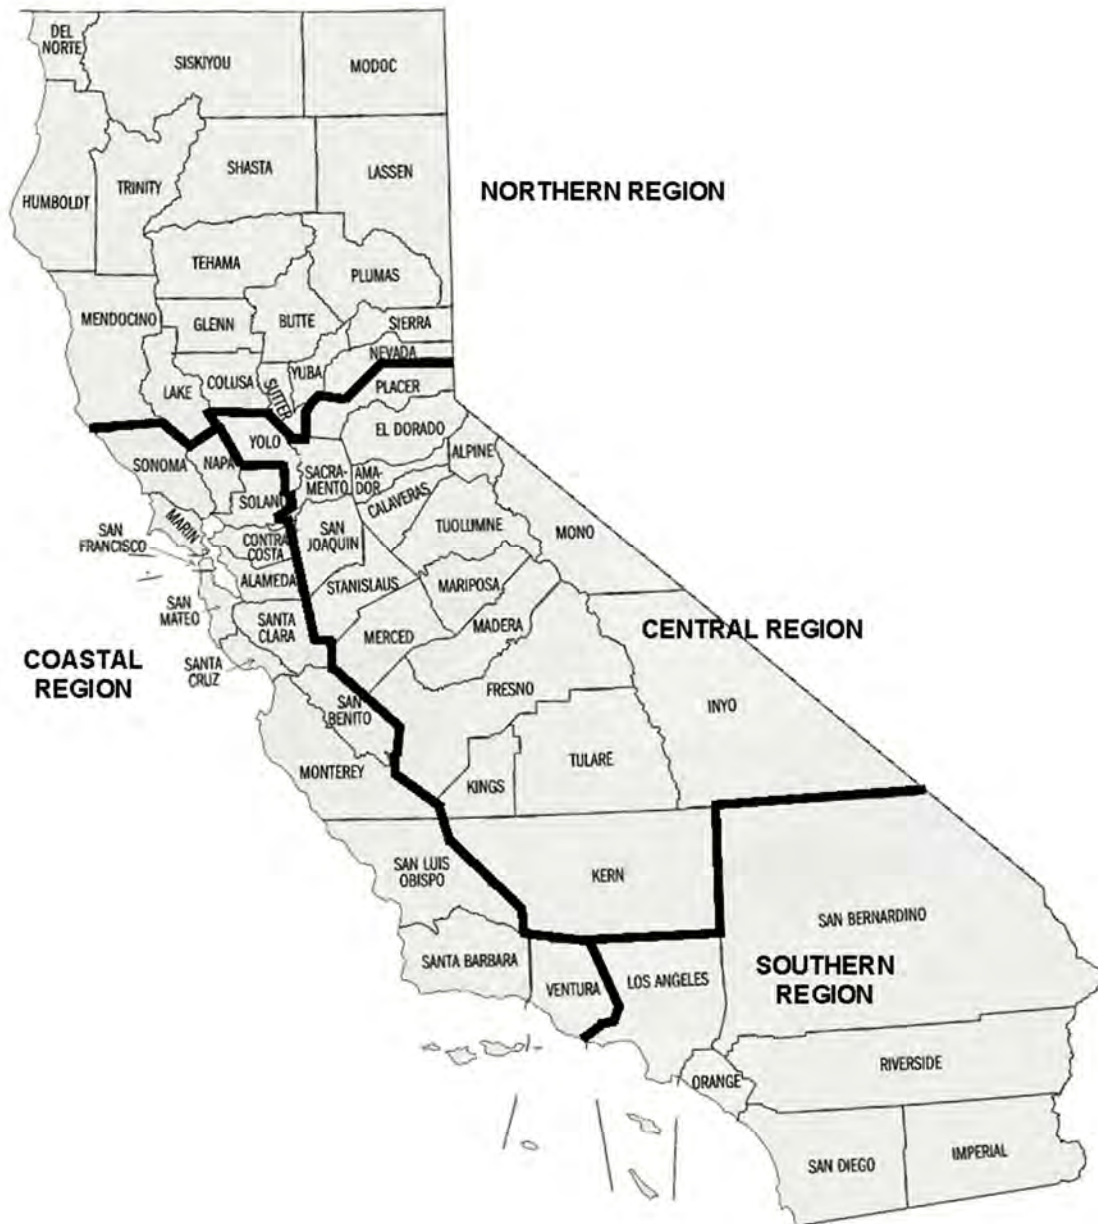 DEL
NORTE
SISKIYOU
MODOC
HUMBOLDT
TRINITY
SHASTA
LASSEN
NORTHERN REGION
TEHAMA
PLUMAS
MENDOCINO
GLENN
BUTTE
SIERRA
LAKE
COLUSA
SUTTER
YUBA
NEVADA
PLACER
YOLO
EL DORADO
SONOMA
NAPA
SACRA-
MENTO
AMA-
DOR
ALPINE
SOLANO
CALAVERAS
MARIN
SAN
FRANCISCO
CONTRA
COSTA
SAN
JOAQUIN
TUOLUMNE
MONO
ALAMEDA
STANISLAUS
MARIPOSA
SAN
MATEO
SANTA
CLARA
MERCED
MADERA
CENTRAL REGION
COASTAL
REGION
SANTA
CRUZ
SAN
BENITO
FRESNO
INYO
MONTEREY
KINGS
TULARE
SAN LUIS
OBISPO
KERN
SAN BERNARDINO
SANTA BARBARA
VENTURA
LOS ANGELES
SOUTHERN
REGION
ORANGE
RIVERSIDE
SAN DIEGO
IMPERIAL